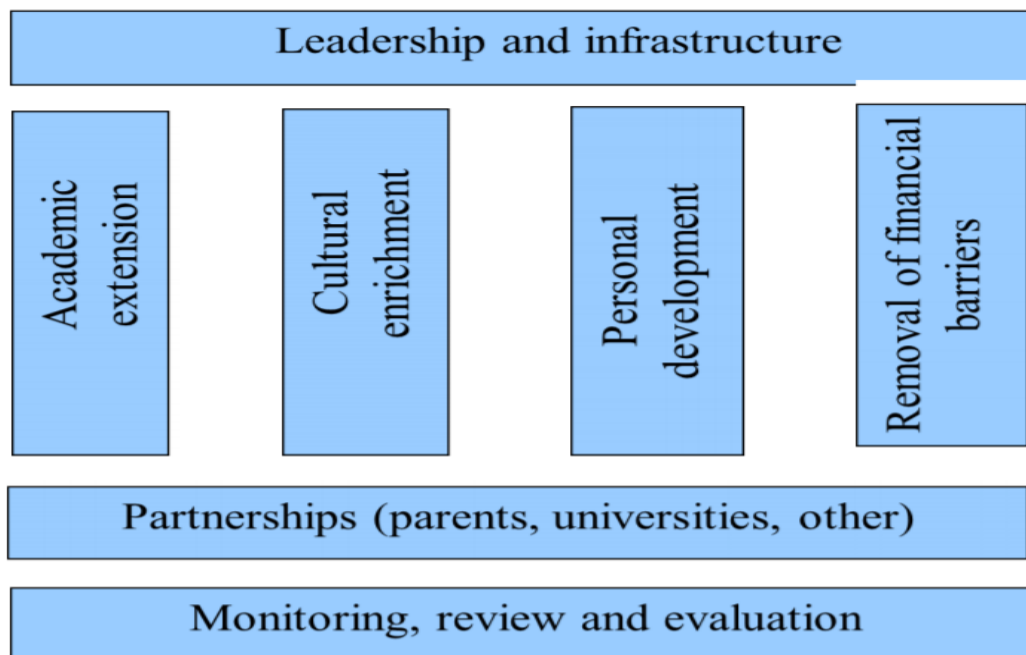 Leadership and infrastructure
Academic
extension
Cultural
enrichment
Personal
development
Removal of financial
barriers
Partnerships (parents, universities, other)
Monitoring, review and evaluation